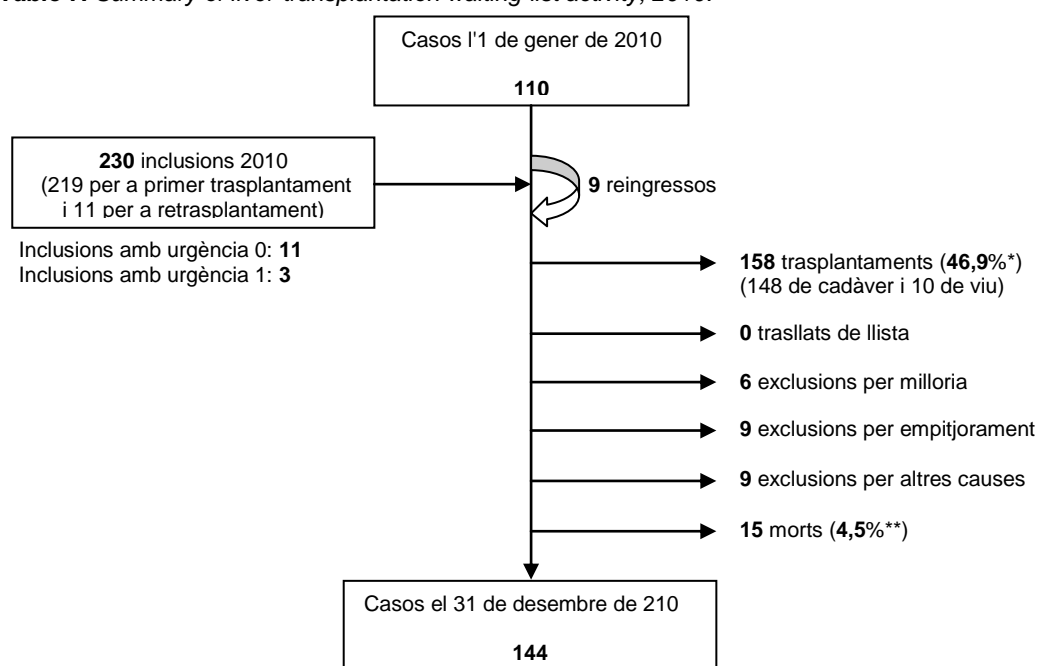 Table 7. Summary of liver transplantation waiting list activity, 2010.
Casos l'1 de gener de 2010
110
230 inclusions 2010
(219 per a primer trasplantament
i 11 per a retrasplantament)
9 reingressos
Inclusions amb urgència 0: 11
Inclusions amb urgència 1: 3
158 trasplantaments (46,9%*)
(148 de cadàver i 10 de viu)
0 trasllats de llista
6 exclusions per milloria
9 exclusions per empitjorament
9 exclusions per altres causes
15 morts (4,5%**)
Casos el 31 de desembre de 210
144